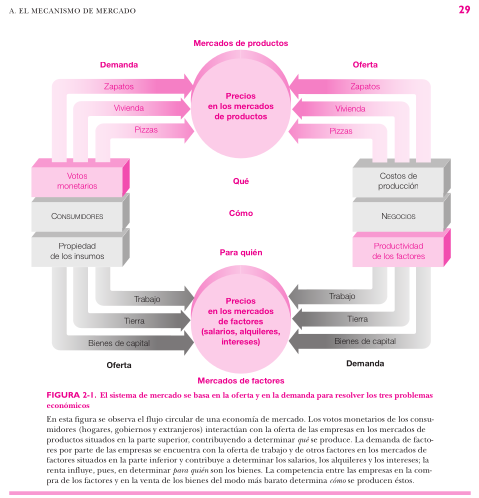 A. EL MECANISMO DE MERCADO
29
Mercados de productos
Demanda
Oferta
Zapatos
Zapatos
Vivienda
Vivienda
Pizzas
Pizzas
Precios
en los mercados
de productos
Votos
monetarios
Costos de
producción
Qué
CONSUMIDORES
Cómo
NEGOCIOS
Propiedad
de los insumos
Para quién
Productividad
de los factores
Trabajo
Trabajo
Tierra
Tierra
Bienes de capital
Bienes de capital
Precios
en los mercados
de factores
(salarios, alquileres,
intereses)
Oferta
Demanda
Mercados de factores
FIGURA 2-1. El sistema de mercado se basa en la oferta y en la demanda para resolver los tres problemas
económicos
En esta figura se observa el flujo circular de una economía de mercado. Los votos monetarios de los consu-
midores (hogares, gobiernos y extranjeros) interactúan con la oferta de las empresas en los mercados de
productos situados en la parte superior, contribuyendo a determinar qué se produce. La demanda de facto-
res por parte de las empresas se encuentra con la oferta de trabajo y de otros factores en los mercados de
factores situados en la parte inferior y contribuye a determinar los salarios, los alquileres y los intereses; la
renta influye, pues, en determinar para quién son los bienes. La competencia entre las empresas en la com-
pra de los factores y en la venta de los bienes del modo más barato determina cómo se producen éstos.